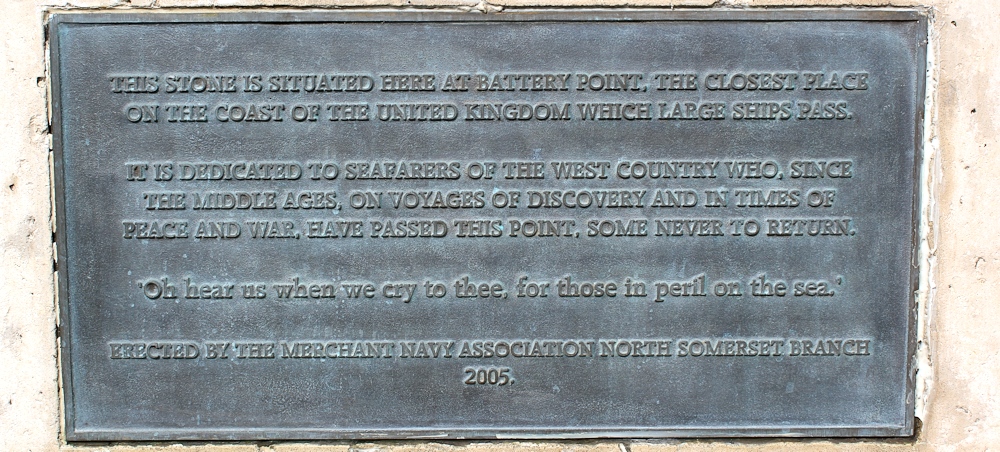 THIS STONE IS SITUATED HERE AT BATTERY POINT, THE CLOSEST PLACE
ON THE COAST OF THE UNITED KINGDOM WHICH LARGE SHIPS PASS.
IT IS DEDICATED TO SEAFARERS OF THE WEST COUNTRY WHO, SINCE
THE MIDDLE AGES, ON VOYAGES OF DISCOVERY AND IN TIMES OF
PEACE AND WAR, HAVE PASSED THIS POINT, SOME NEVER TO RETURN.
'Oh hear us when we cry to thee, for those in peril on the sea.'
ERECTED BY THE MERCHANT NAVY ASSOCIATION NORTH SOMERSET BRANCH
2005.